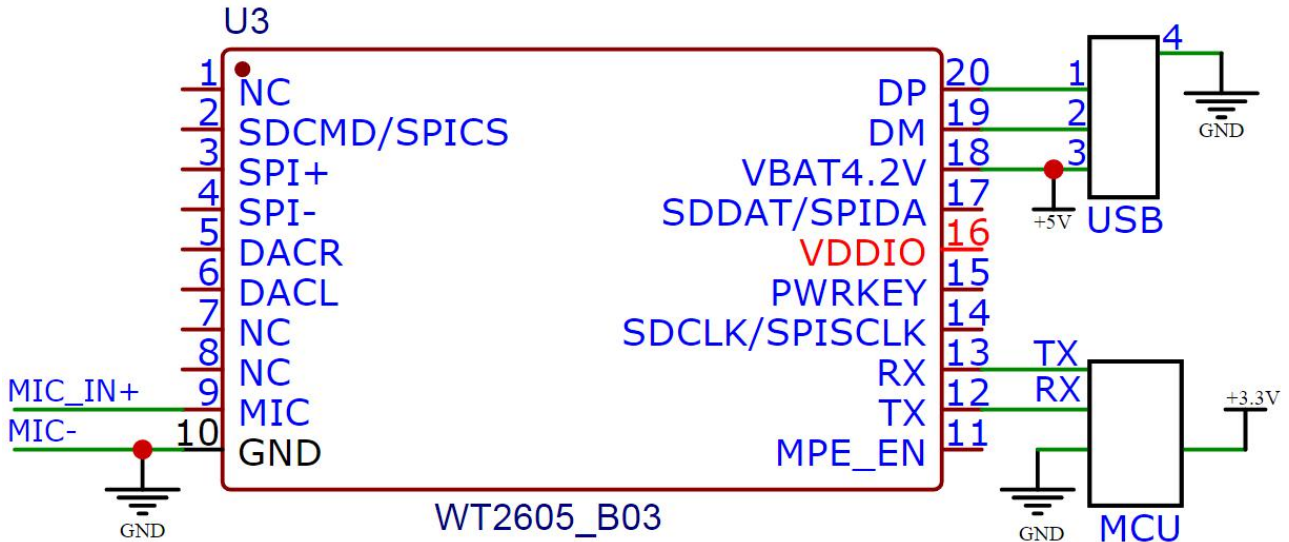 U3
1 NC
2 SDCMD/SPICS
3 SPI+
4 SPI-
5 DACR
6 DACL
7 NC
8 NC
MIC_IN+ 9 MIC
MIC- 10 GND
GND
DP 20 1
DM 19 2
VBAT4.2V 18 3
SDDAT/SPIDA 17
VDDIO 16
PWRKEY 15
SDCLK/SPISCLK 14
RX 13 TX
TX 12 RX
MPE_EN 11
WT2605_B03
4
GND
+5V
USB
+3.3V
GND
MCU